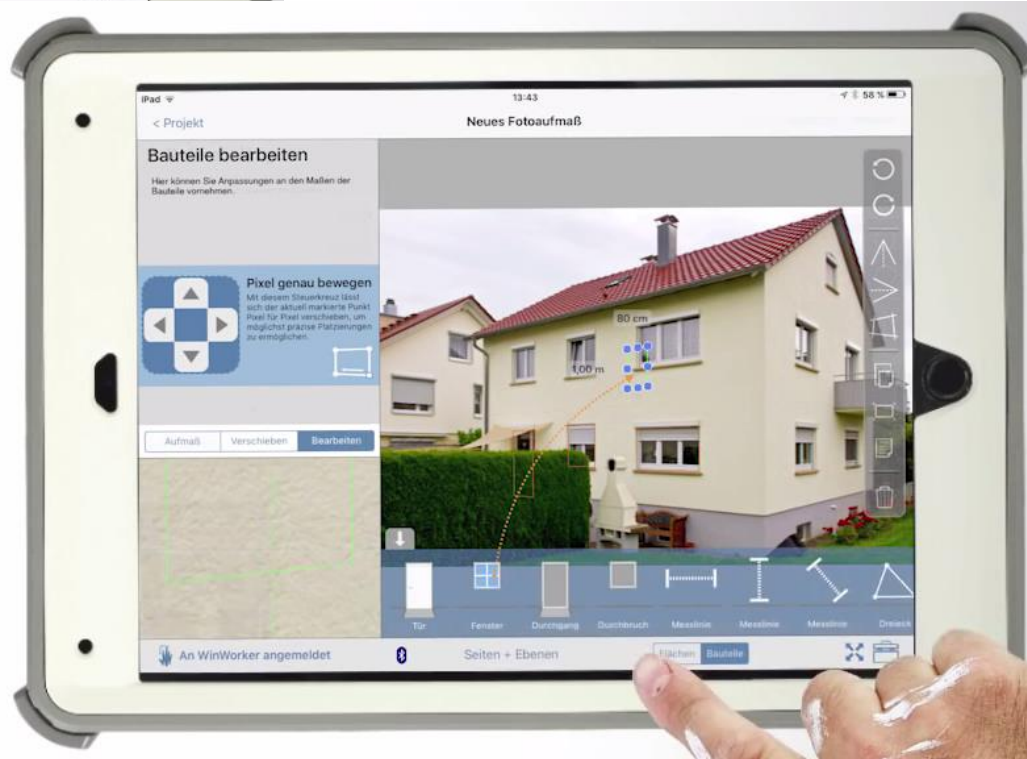 iPad
13:43
58 %
< Projekt
Neues Fotoaufmaß
Bauteile bearbeiten
Hier können Sie Anpassungen an den Maßen der
Bauteile vornehmen.
Pixel genau bewegen
Mit diesem Steuerkreuz lässt
sich der aktuell markierte Punkt
Pixel für Pixel verschieben, um
möglichst präzise Platzierungen
zu ermöglichen.
80 cm
1,00 m
Aufmaß
Verschieben
Bearbeiten
Tür
Fenster
Durchgang
Durchbruch
Messlinie
Messlinie
Messlinie
Dreieck
An WinWorker angemeldet
Seiten + Ebenen
Flächen
Bauteile